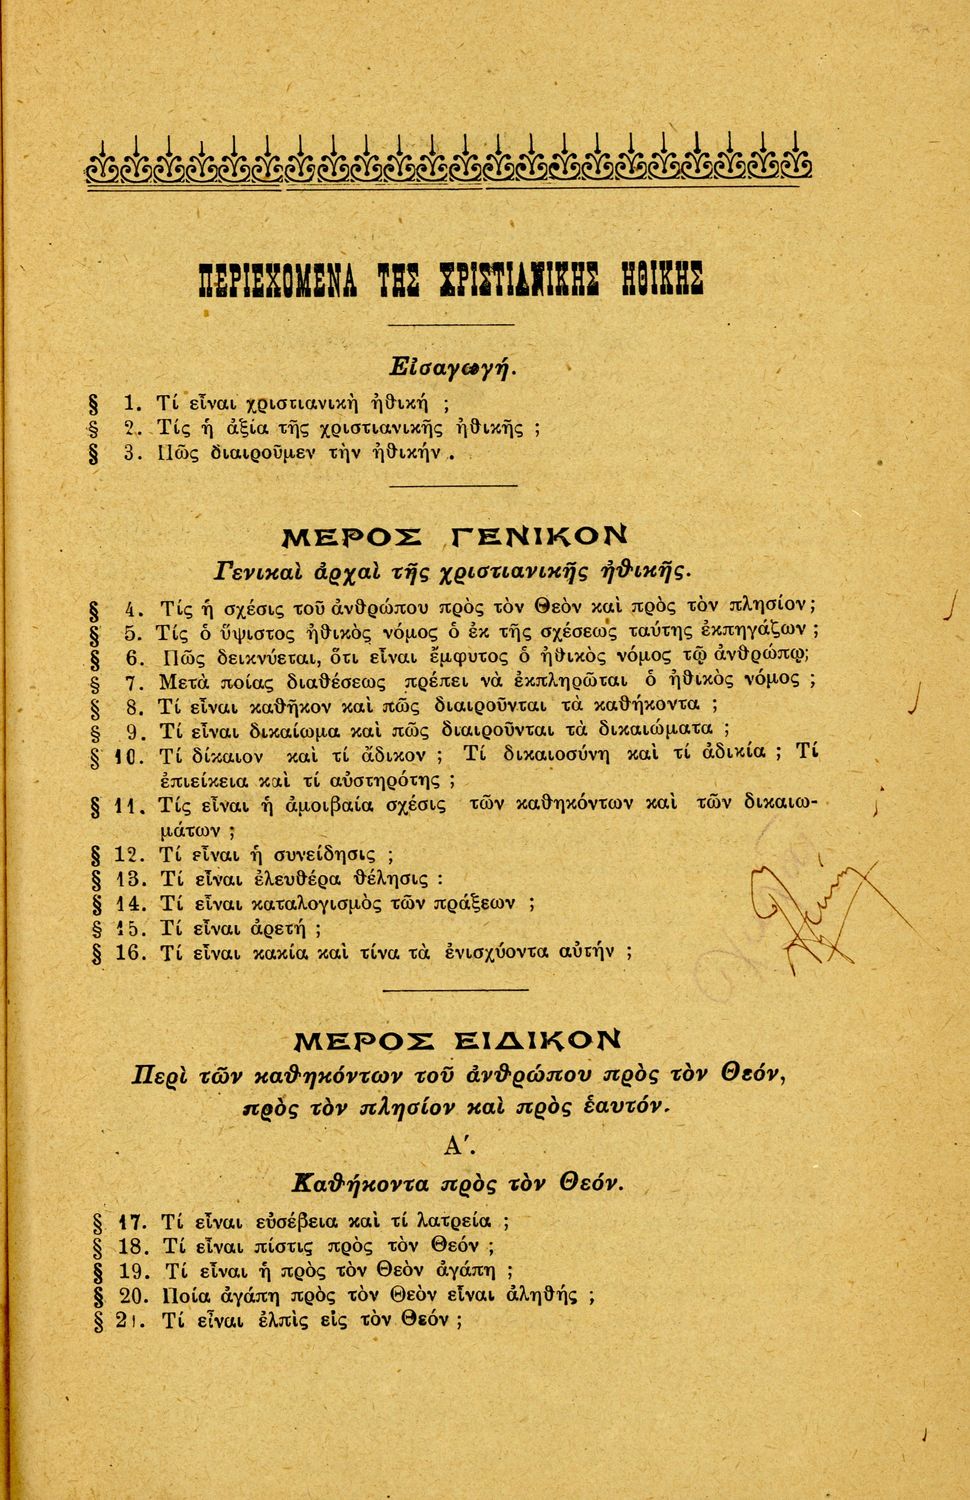 ΠΕΡΙΕΧΟΜΕΝΑ ΤΗΣ ΧΡΙΣΤΙΑΝΙΚΗΣ ΗΘΙΚΗΣ
Εἰσαγωγή.
§ 1. Τί εἶναι χριστιανικὴ ἠθική ;
§ 2. Τίς ἡ ἀξία τῆς χριστιανικῆς ἠθικῆς ;
§ 3. Πῶς διαιροῦμεν τὴν ἠθικήν .
ΜΕΡΟΣ ΓΕΝΙΚΟΝ
Γενικαὶ ἀρχαὶ τῆς χριστιανικῆς ἠθικῆς.
§ 4. Τίς ἡ σχέσις τοῦ ἀνθρώπου πρὸς τὸν Θεὸν καὶ πρὸς τὸν πλησίον ;
§ 5. Τίς ὁ ὕψιστος ἠθικὸς νόμος ὁ ἐκ τῆς σχέσεως ταύτης ἐκπηγάζων ;
§ 6. Πῶς δεικνύεται, ὅτι εἶναι ἔμφυτος ὁ ἠθικὸς νόμος τῷ ἀνθρώπῳ;
§ 7. Μετὰ ποίας διαθέσεως πρέπει νὰ ἐκπληρῶται ὁ ἠθικὸς νόμος ;
§ 8. Τί εἶναι καθῆκον καὶ πῶς διαιροῦνται τὰ καθήκοντα ;
§ 9. Τί εἶναι δικαίωμα καὶ πῶς διαιροῦνται τὰ δικαιώματα ;
§ 10. Τί δίκαιον καὶ τί ἄδικον ; Τί δικαιοσύνη καὶ τί ἀδικία ; Τί
ἐπιείκεια καὶ τί αὐστηρότης ;
§ 11. Τίς εἶναι ἡ ἀμοιβαία σχέσις τῶν καθηκόντων καὶ τῶν δικαιω-
μάτων ;
§ 12. Τί εἶναι ἡ συνείδησις ;
§ 13. Τί εἶναι ἐλευθέρα θέλησις :
§ 14. Τί εἶναι καταλογισμὸς τῶν πράξεων ;
§ 15. Τί εἶναι ἀρετή ;
§ 16. Τί εἶναι κακία καὶ τίνα τὰ ἐνισχύοντα αὐτήν ;
ΜΕΡΟΣ ΕΙΔΙΚΟΝ
Περὶ τῶν καθηκόντων τοῦ ἀνθρώπου πρὸς τὸν Θεόν,
πρὸς τὸν πλησίον καὶ πρὸς ἑαυτόν.
Α΄.
Καθήκοντα πρὸς τὸν Θεόν.
§ 17. Τί εἶναι εὐσέβεια καὶ τί λατρεία ;
§ 18. Τί εἶναι πίστις πρὸς τὸν Θεόν ;
§ 19. Τί εἶναι ἡ πρὸς τὸν Θεὸν ἀγάπη ;
§ 20. Ποία ἀγάπη πρὸς τὸν Θεὸν εἶναι ἀληθής ;
§ 21. Τί εἶναι ἐλπὶς εἰς τὸν Θεόν ;